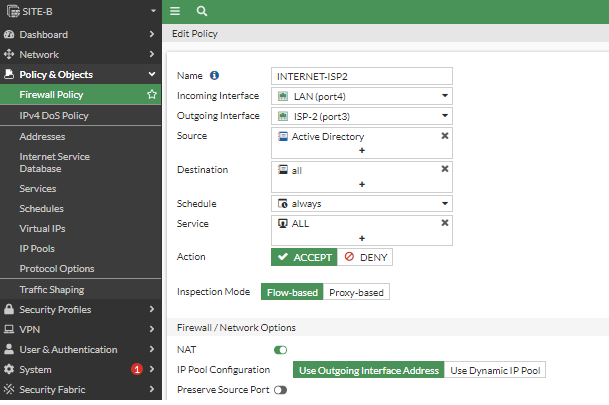 SITE-B
Dashboard
Network
Policy & Objects
Firewall Policy
IPv4 DoS Policy
Addresses
Internet Service
Database
Services
Schedules
Virtual IPs
IP Pools
Protocol Options
Traffic Shaping
Security Profiles
VPN
User & Authentication
System 1
Security Fabric
Edit Policy
Name INTERNET-ISP2
Incoming Interface LAN (port4)
Outgoing Interface ISP-2 (port3)
Source Active Directory
+
Destination all
+
Schedule always
Service ALL
+
Action ACCEPT DENY
Inspection Mode Flow-based Proxy-based
Firewall / Network Options
NAT
IP Pool Configuration Use Outgoing Interface Address Use Dynamic IP Pool
Preserve Source Port